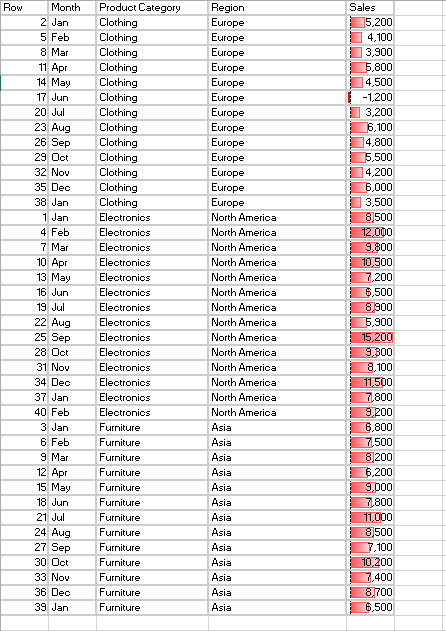 Row Month Product Category Region Sales
2 Jan Clothing Europe 5,200
5 Feb Clothing Europe 4,100
8 Mar Clothing Europe 3,900
11 Apr Clothing Europe 5,800
14 May Clothing Europe 4,500
17 Jun Clothing Europe -1,200
20 Jul Clothing Europe 3,200
23 Aug Clothing Europe 6,100
26 Sep Clothing Europe 4,800
29 Oct Clothing Europe 5,500
32 Nov Clothing Europe 4,200
35 Dec Clothing Europe 6,000
38 Jan Clothing Europe 3,500
1 Jan Electronics North America 8,500
4 Feb Electronics North America 12,000
7 Mar Electronics North America 9,800
10 Apr Electronics North America 10,500
13 May Electronics North America 7,200
16 Jun Electronics North America 6,500
19 Jul Electronics North America 8,900
22 Aug Electronics North America 5,900
25 Sep Electronics North America 15,200
28 Oct Electronics North America 9,300
31 Nov Electronics North America 8,100
34 Dec Electronics North America 11,500
37 Jan Electronics North America 7,800
40 Feb Electronics North America 9,200
3 Jan Furniture Asia 6,800
6 Feb Furniture Asia 7,500
9 Mar Furniture Asia 8,200
12 Apr Furniture Asia 6,200
15 May Furniture Asia 9,000
18 Jun Furniture Asia 7,800
21 Jul Furniture Asia 11,000
24 Aug Furniture Asia 8,500
27 Sep Furniture Asia 7,100
30 Oct Furniture Asia 10,200
33 Nov Furniture Asia 7,400
36 Dec Furniture Asia 8,700
39 Jan Furniture Asia 6,500